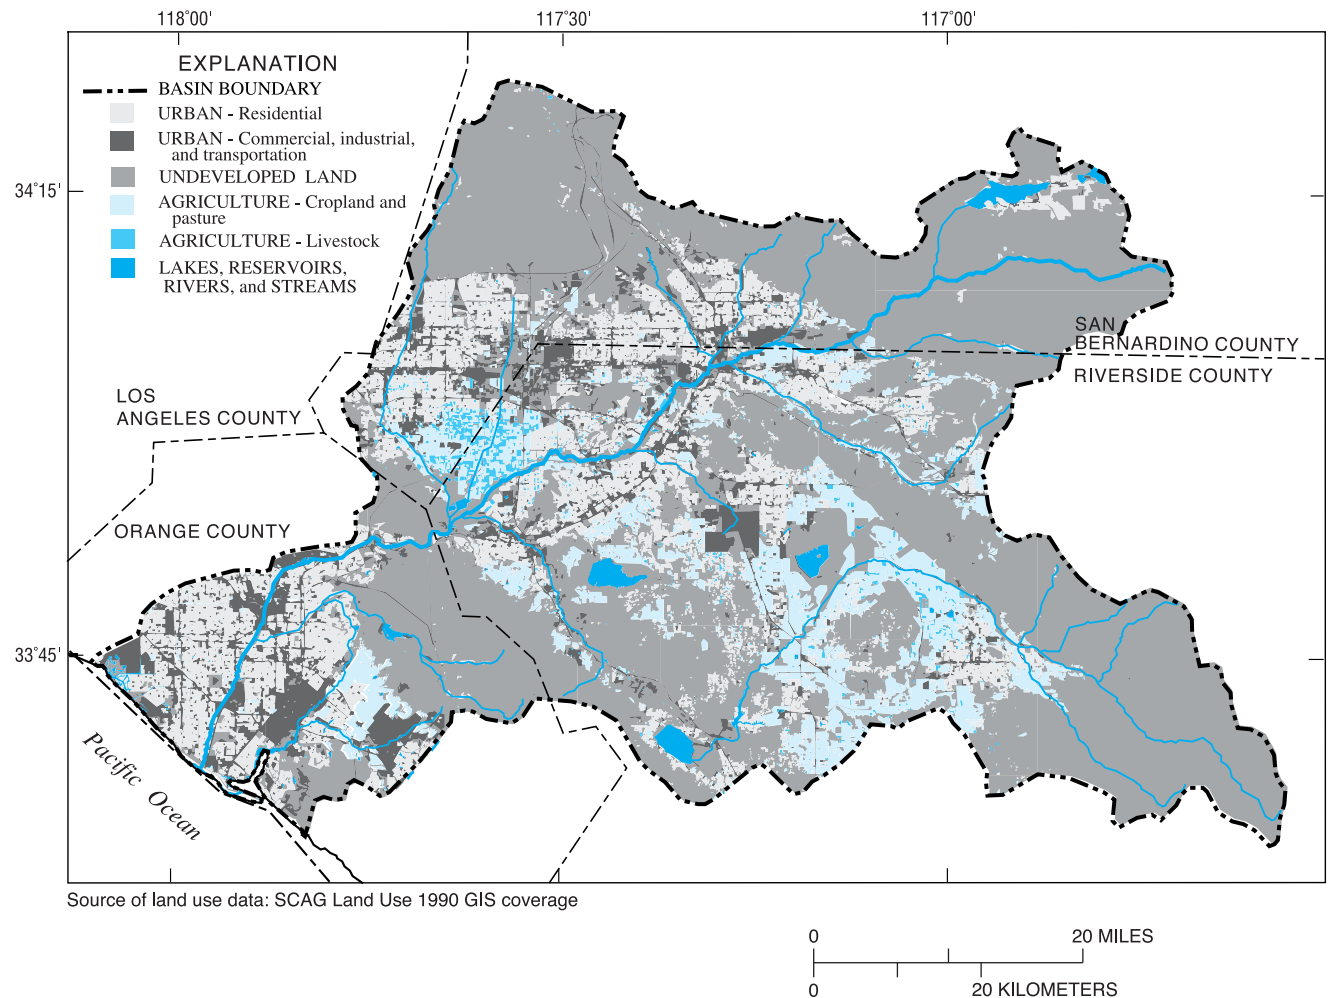 118°00'
117°30'
117°00'
EXPLANATION
BASIN BOUNDARY
URBAN - Residential
URBAN - Commercial, industrial,
and transportation
UNDEVELOPED LAND
AGRICULTURE - Cropland and
pasture
AGRICULTURE - Livestock
LAKES, RESERVOIRS,
RIVERS, and STREAMS
34°15'
SAN
BERNARDINO COUNTY
RIVERSIDE COUNTY
LOS
ANGELES COUNTY
ORANGE COUNTY
33°45'
Pacific Ocean
Source of land use data: SCAG Land Use 1990 GIS coverage
0
20 MILES
0
20 KILOMETERS